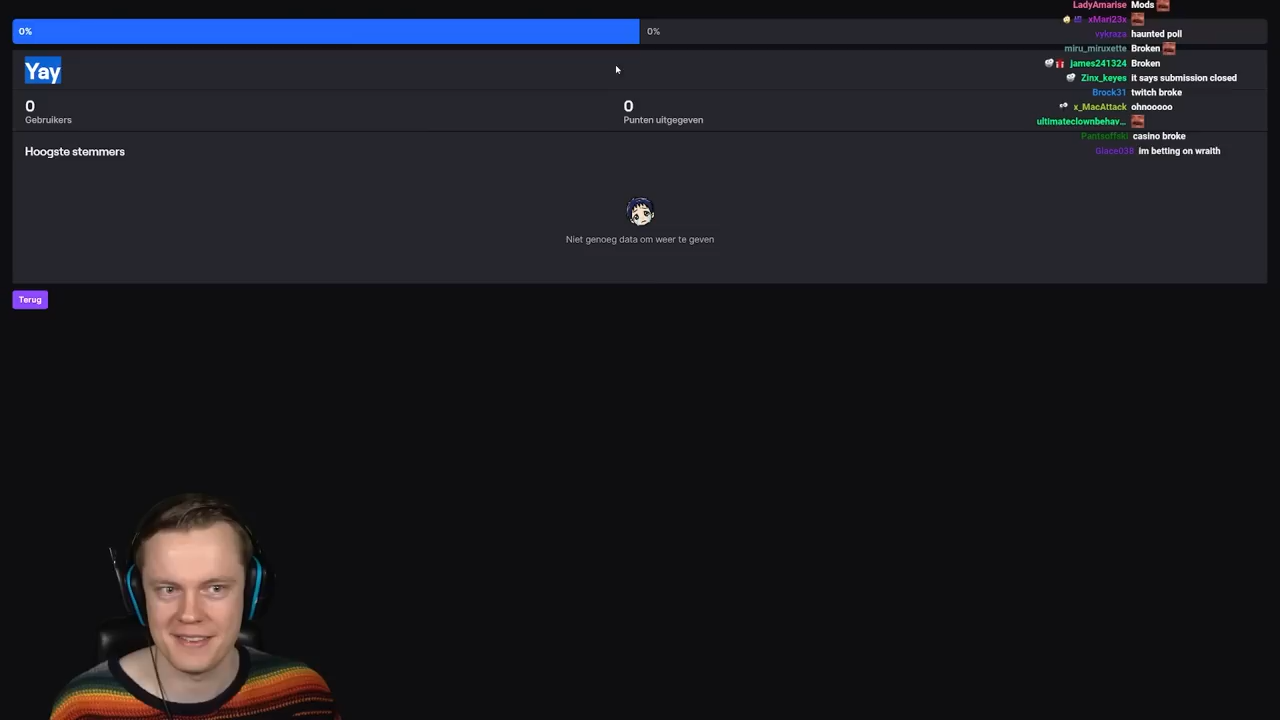 0%
0%
Yay
0
Gebruikers
0
Punten uitgegeven
Hoogste stemmers
Niet genoeg data om weer te geven
Terug
LadyAmarise Mods
xMari23x
vykraza haunted poll
miru_miruxette Broken
james241324 Broken
Zinx_keyes it says submission closed
Brock31 twitch broke
x_MacAttack ohnooooo
ultimateclownbehav...
Pantsoffski casino broke
Glace038 im betting on wraith